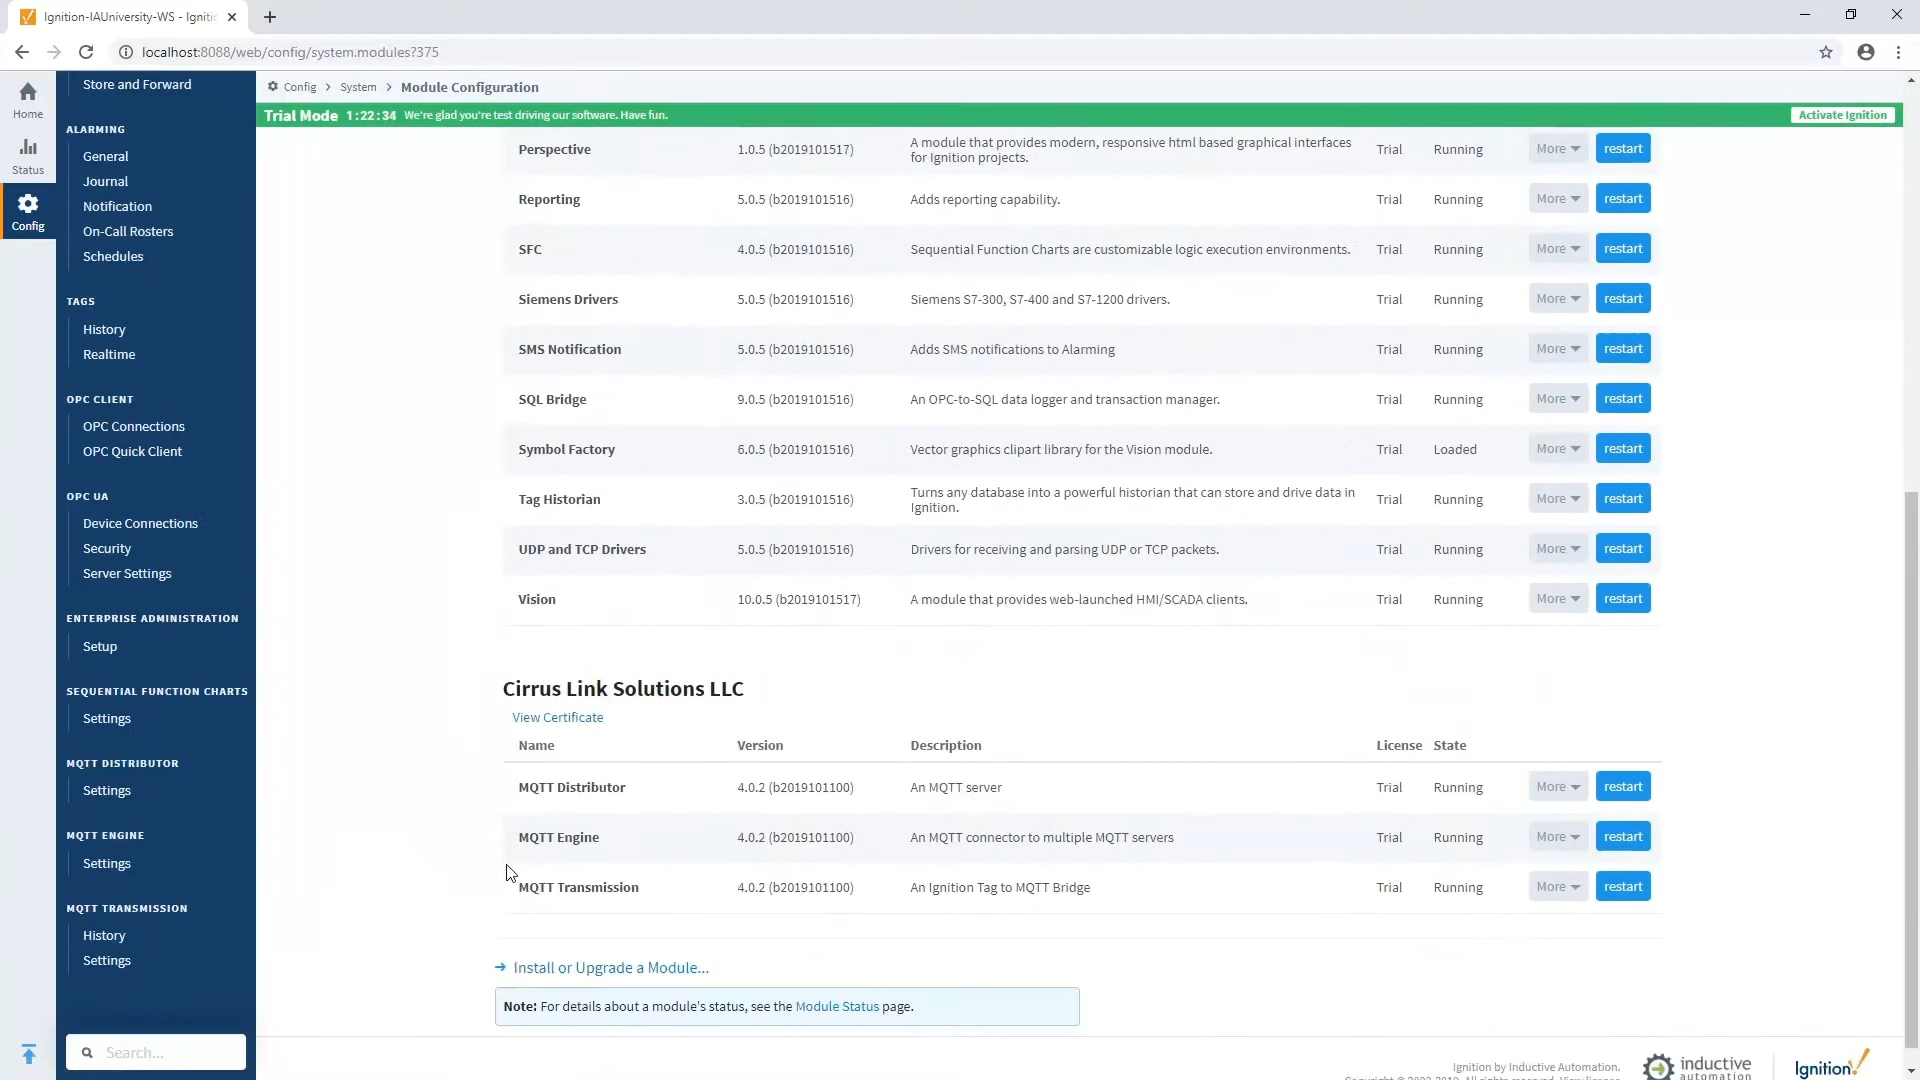 Ignition-IAUniversity-WS - Igniti
localhost:8088/web/config/system.modules?375
Home
Status
Config
Store and Forward
ALARMING
General
Journal
Notification
On-Call Rosters
Schedules
TAGS
History
Realtime
OPC CLIENT
OPC Connections
OPC Quick Client
OPC UA
Device Connections
Security
Server Settings
ENTERPRISE ADMINISTRATION
Setup
SEQUENTIAL FUNCTION CHARTS
Settings
MQTT DISTRIBUTOR
Settings
MQTT ENGINE
Settings
MQTT TRANSMISSION
History
Settings
Search...
Config > System > Module Configuration
Trial Mode 1:22:34 We're glad you're test driving our software. Have fun. Activate Ignition
Perspective 1.0.5 (b2019101517) A module that provides modern, responsive html based graphical interfaces for Ignition projects. Trial Running More restart
Reporting 5.0.5 (b2019101516) Adds reporting capability. Trial Running More restart
SFC 4.0.5 (b2019101516) Sequential Function Charts are customizable logic execution environments. Trial Running More restart
Siemens Drivers 5.0.5 (b2019101516) Siemens S7-300, S7-400 and S7-1200 drivers. Trial Running More restart
SMS Notification 5.0.5 (b2019101516) Adds SMS notifications to Alarming Trial Running More restart
SQL Bridge 9.0.5 (b2019101516) An OPC-to-SQL data logger and transaction manager. Trial Running More restart
Symbol Factory 6.0.5 (b2019101516) Vector graphics clipart library for the Vision module. Trial Loaded More restart
Tag Historian 3.0.5 (b2019101516) Turns any database into a powerful historian that can store and drive data in Ignition. Trial Running More restart
UDP and TCP Drivers 5.0.5 (b2019101516) Drivers for receiving and parsing UDP or TCP packets. Trial Running More restart
Vision 10.0.5 (b2019101517) A module that provides web-launched HMI/SCADA clients. Trial Running More restart
Cirrus Link Solutions LLC
View Certificate
Name Version Description License State
MQTT Distributor 4.0.2 (b2019101100) An MQTT server Trial Running More restart
MQTT Engine 4.0.2 (b2019101100) An MQTT connector to multiple MQTT servers Trial Running More restart
MQTT Transmission 4.0.2 (b2019101100) An Ignition Tag to MQTT Bridge Trial Running More restart
Install or Upgrade a Module...
Note: For details about a module's status, see the Module Status page.
Ignition by Inductive Automation.
inductive
automation
Ignition!